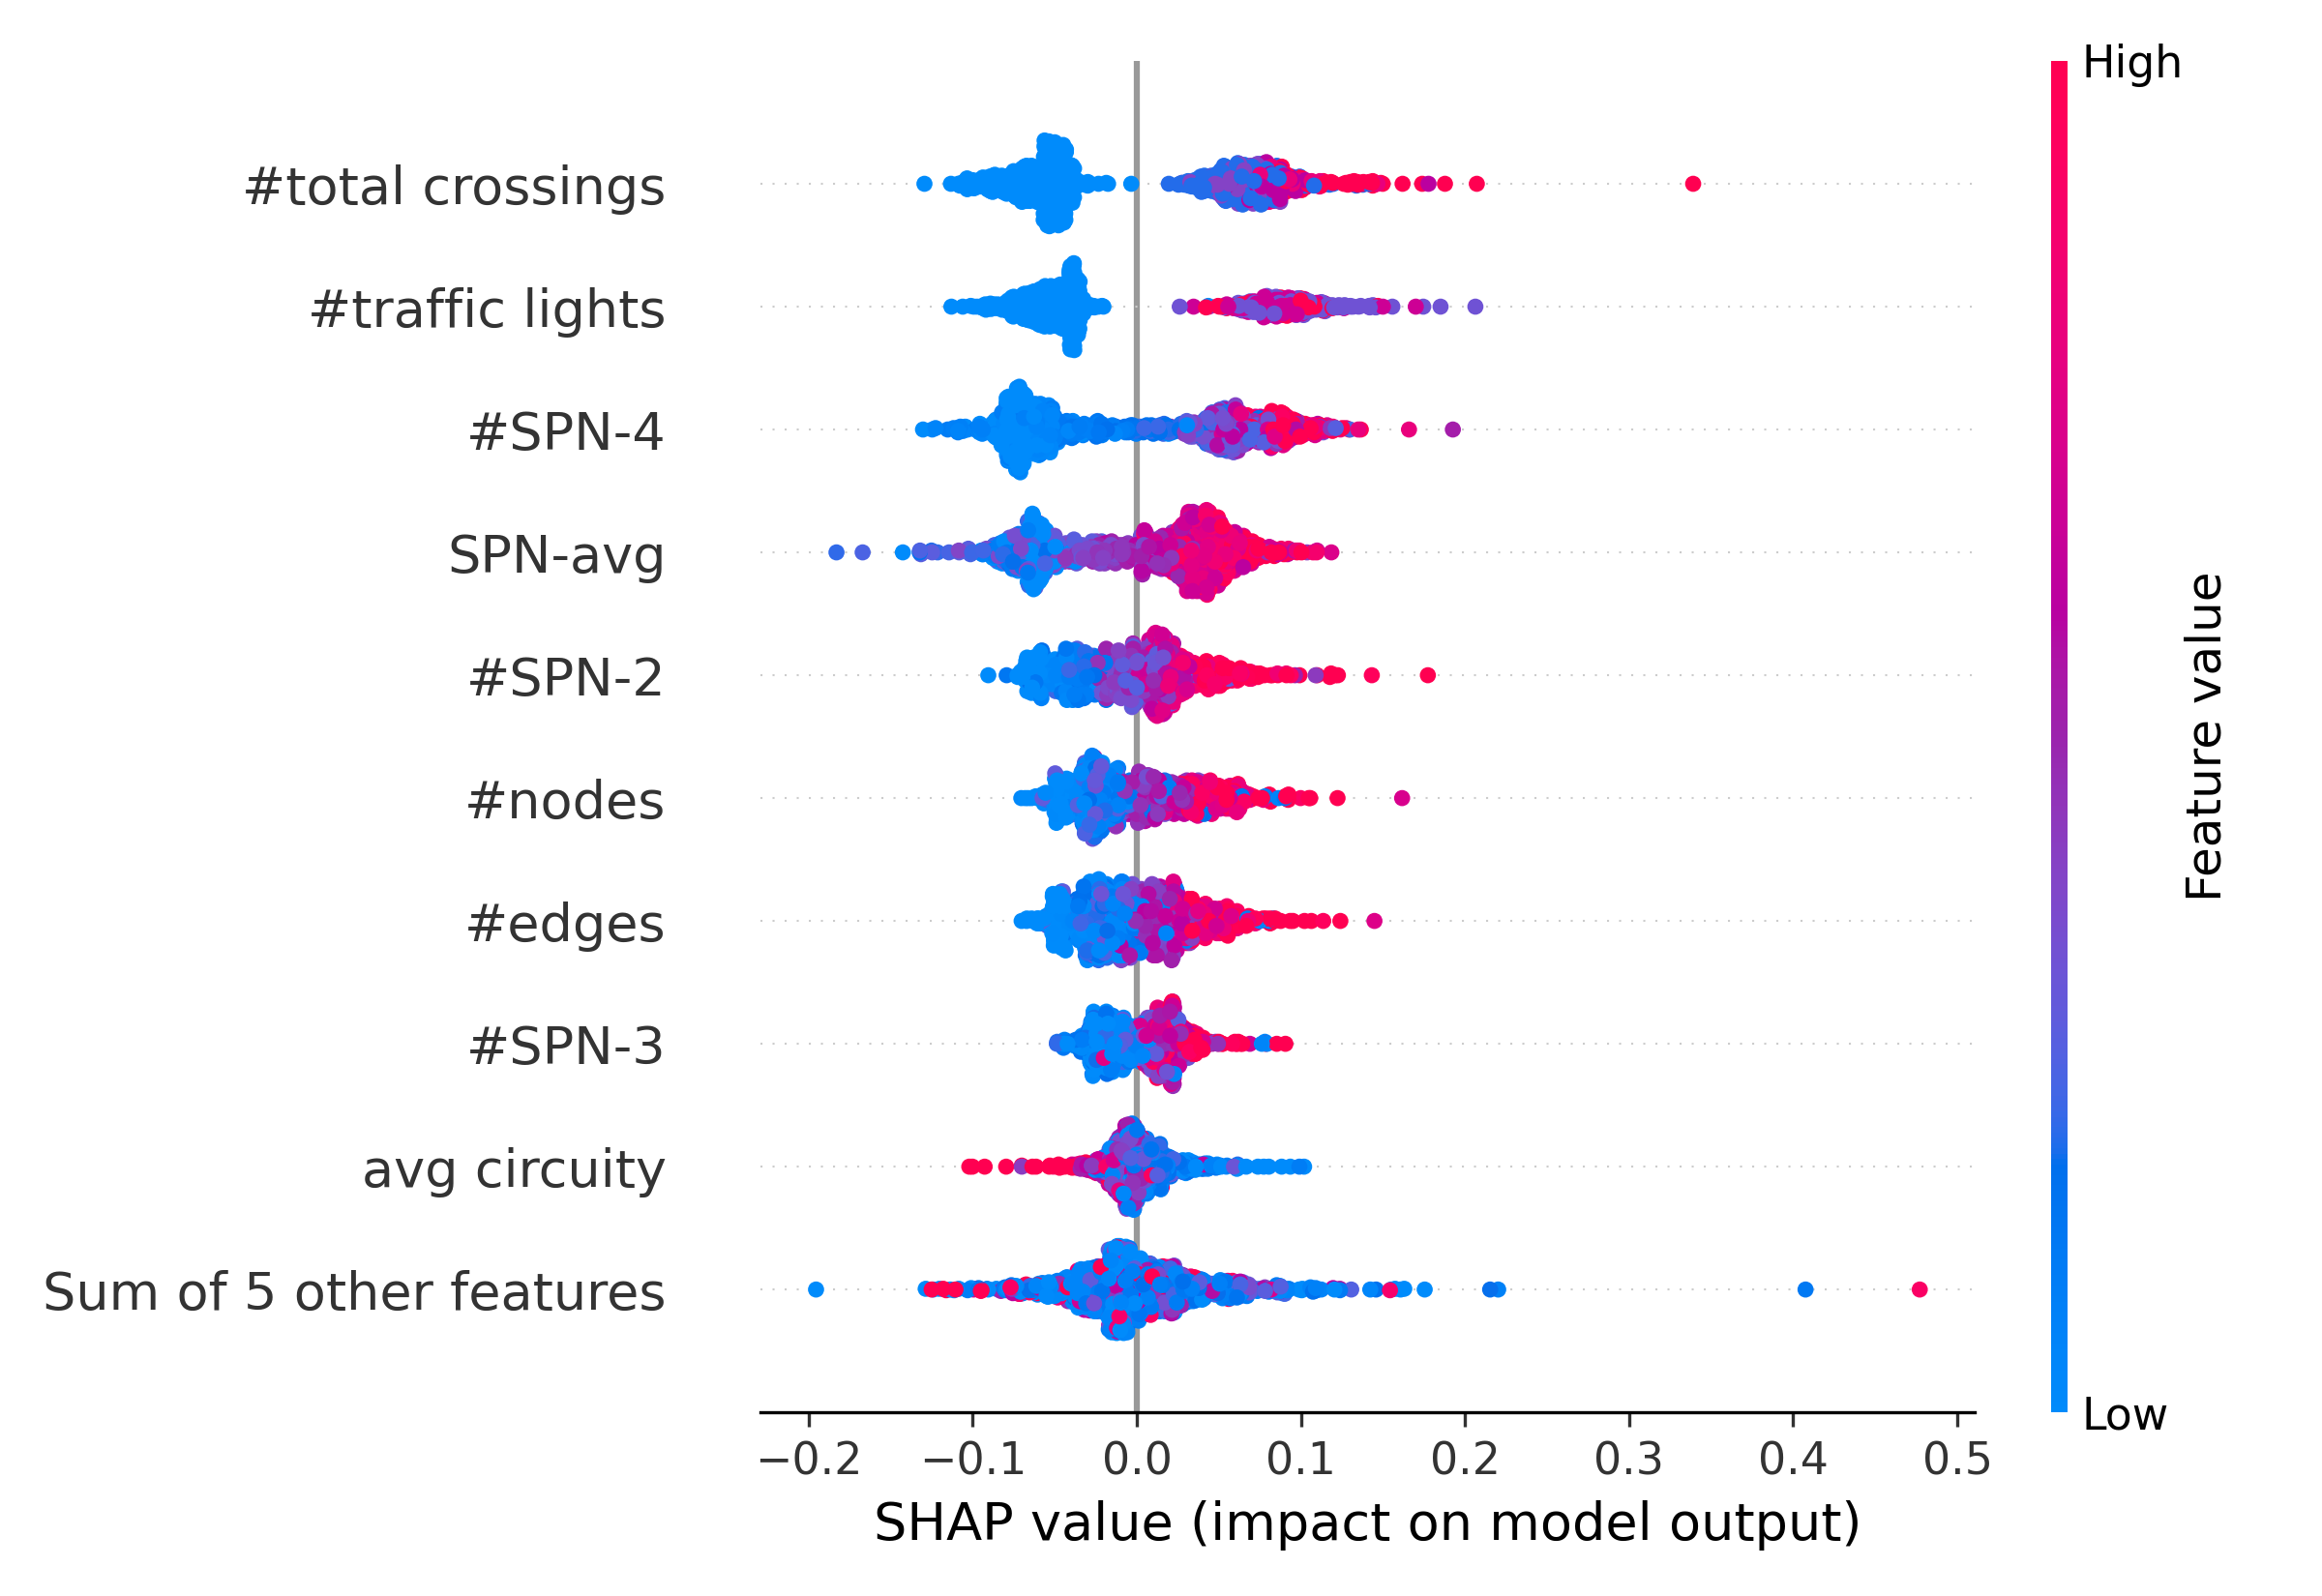 High
#total crossings
#traffic lights
#SPN-4
SPN-avg
#SPN-2
#nodes
#edges
#SPN-3
avg circuity
Sum of 5 other features
Feature value
Low
−0.2 −0.1 0.0 0.1 0.2 0.3 0.4 0.5
SHAP value (impact on model output)